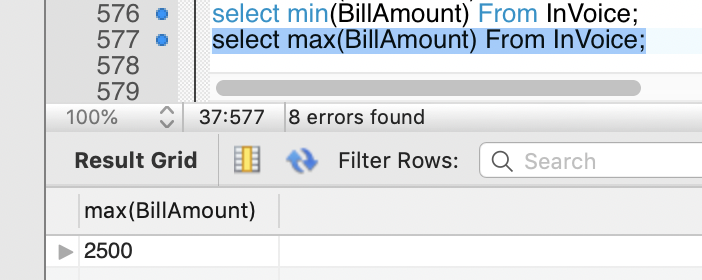 576 select min(BillAmount) From InVoice;
577 select max(BillAmount) From InVoice;
578
579
100% 37:577 8 errors found
Result Grid Filter Rows: Search
max(BillAmount)
2500